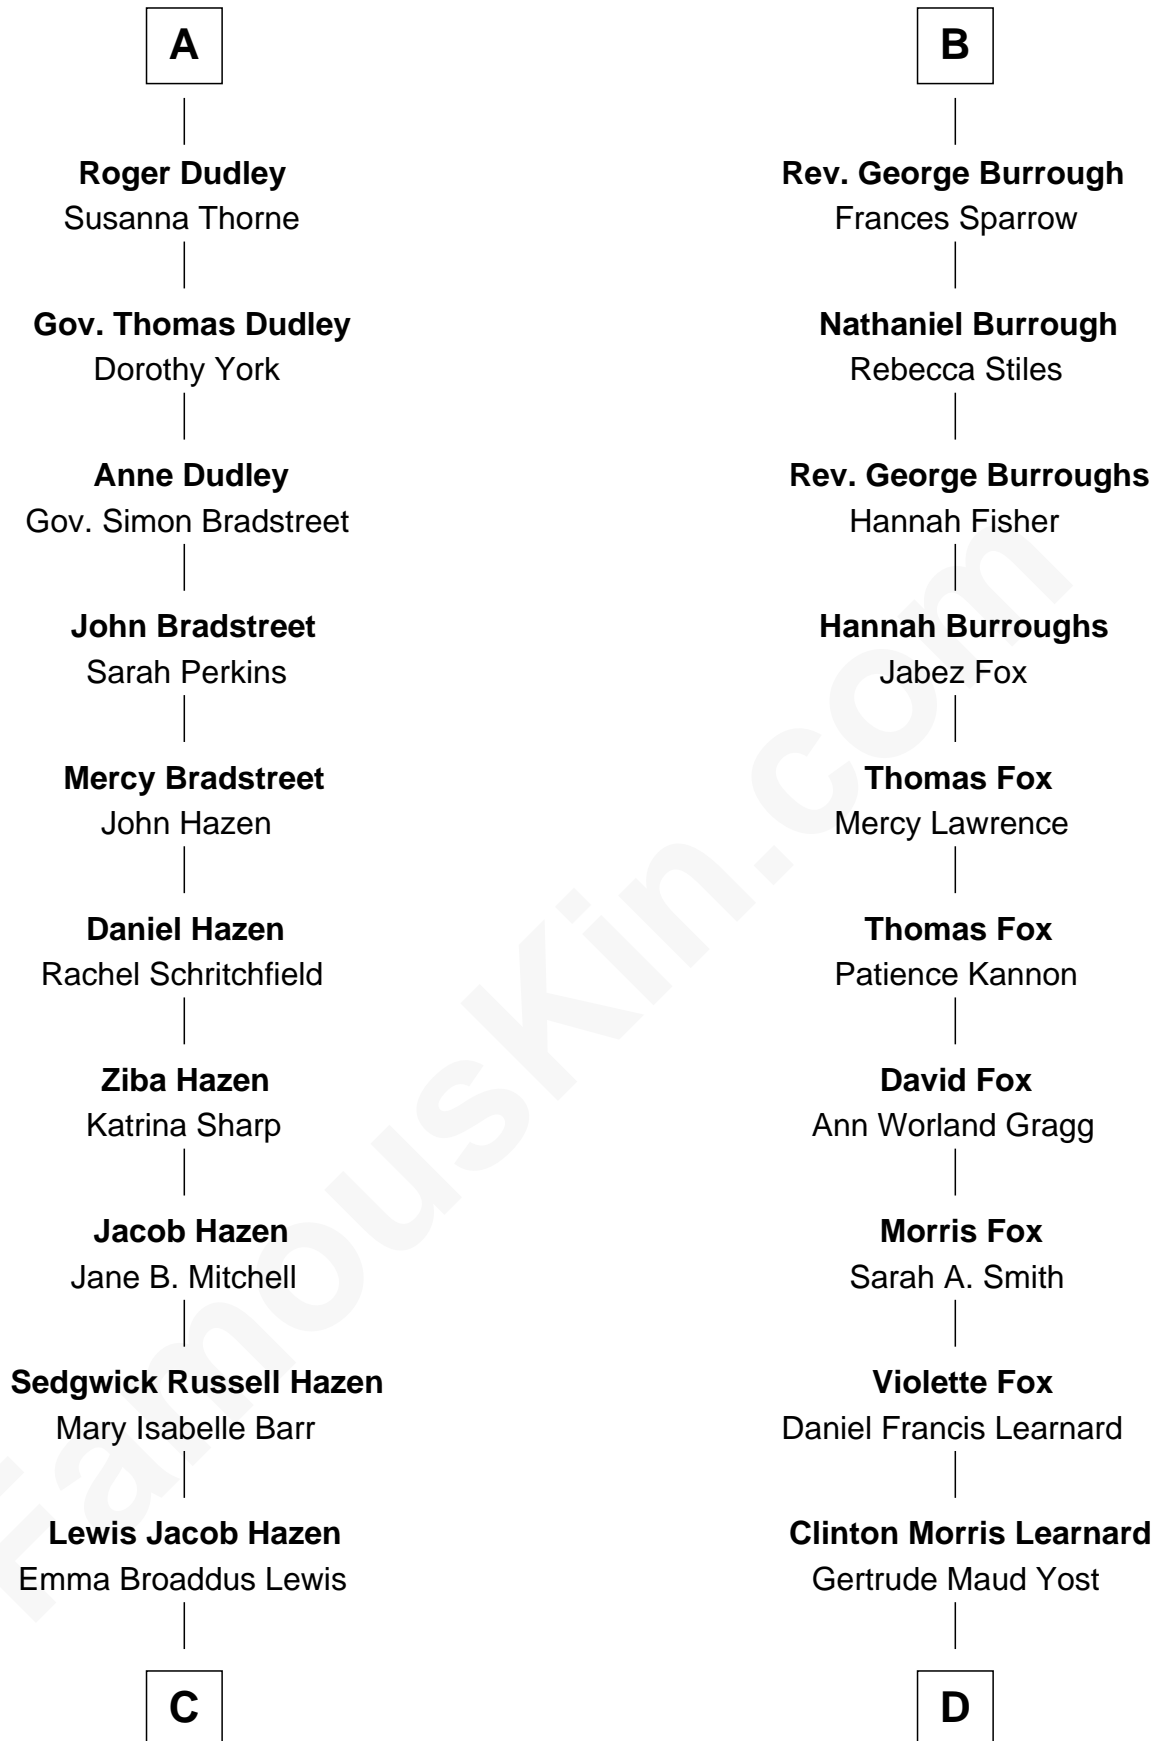 A
Roger Dudley
Susanna Thorne
Gov. Thomas Dudley
Dorothy York
Anne Dudley
Gov. Simon Bradstreet
John Bradstreet
Sarah Perkins
Mercy Bradstreet
John Hazen
Daniel Hazen
Rachel Schritchfield
Ziba Hazen
Katrina Sharp
Jacob Hazen
Jane B. Mitchell
Sedgwick Russell Hazen
Mary Isabelle Barr
Lewis Jacob Hazen
Emma Broaddus Lewis
C
B
Rev. George Burrough
Frances Sparrow
Nathaniel Burrough
Rebecca Stiles
Rev. George Burroughs
Hannah Fisher
Hannah Burroughs
Jabez Fox
Thomas Fox
Mercy Lawrence
Thomas Fox
Patience Kannon
David Fox
Ann Worland Gragg
Morris Fox
Sarah A. Smith
Violette Fox
Daniel Francis Learnard
Clinton Morris Learnard
Gertrude Maud Yost
D
FamousKin.com